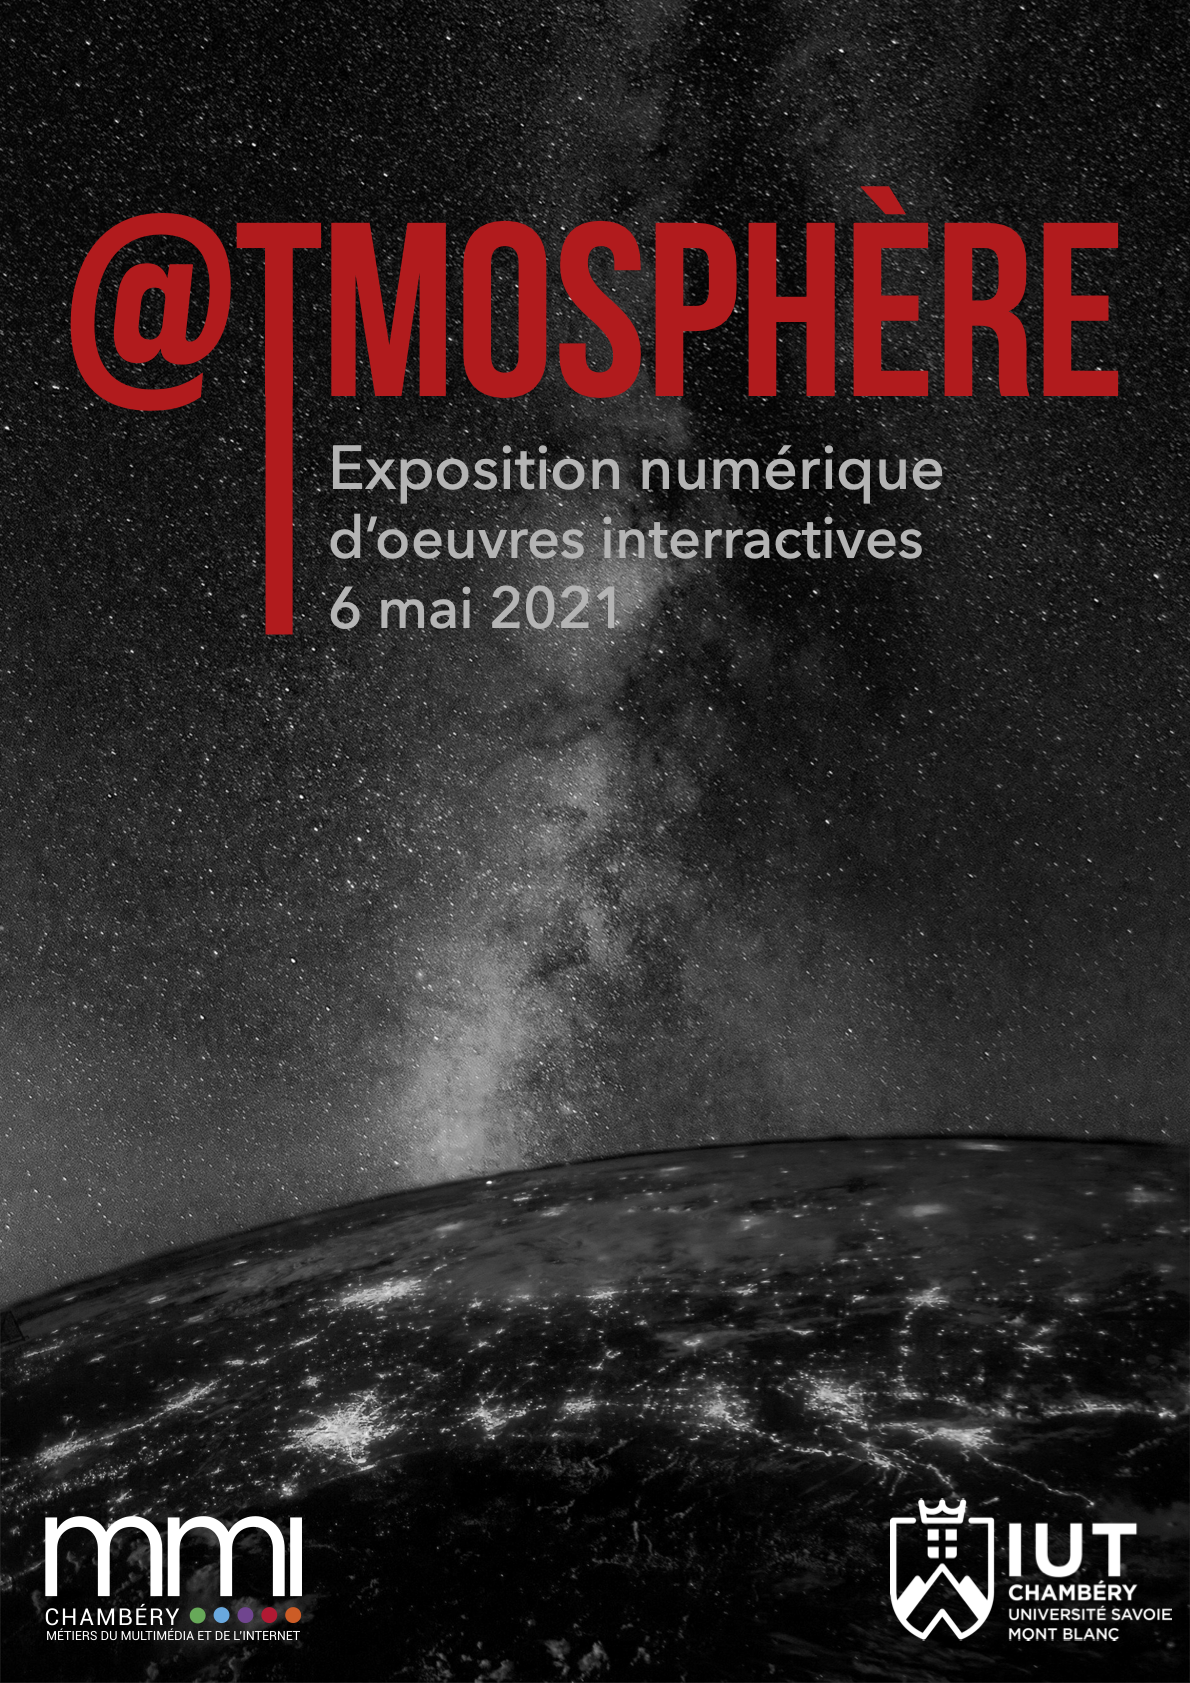 @TMOSPHÈRE
Exposition numérique
d’oeuvres interractives
6 mai 2021
mmi
CHAMBÉRY
MÉTIERS DU MULTIMÉDIA ET DE L'INTERNET
IUT
CHAMBÉRY
UNIVERSITÉ SAVOIE
MONT BLANC